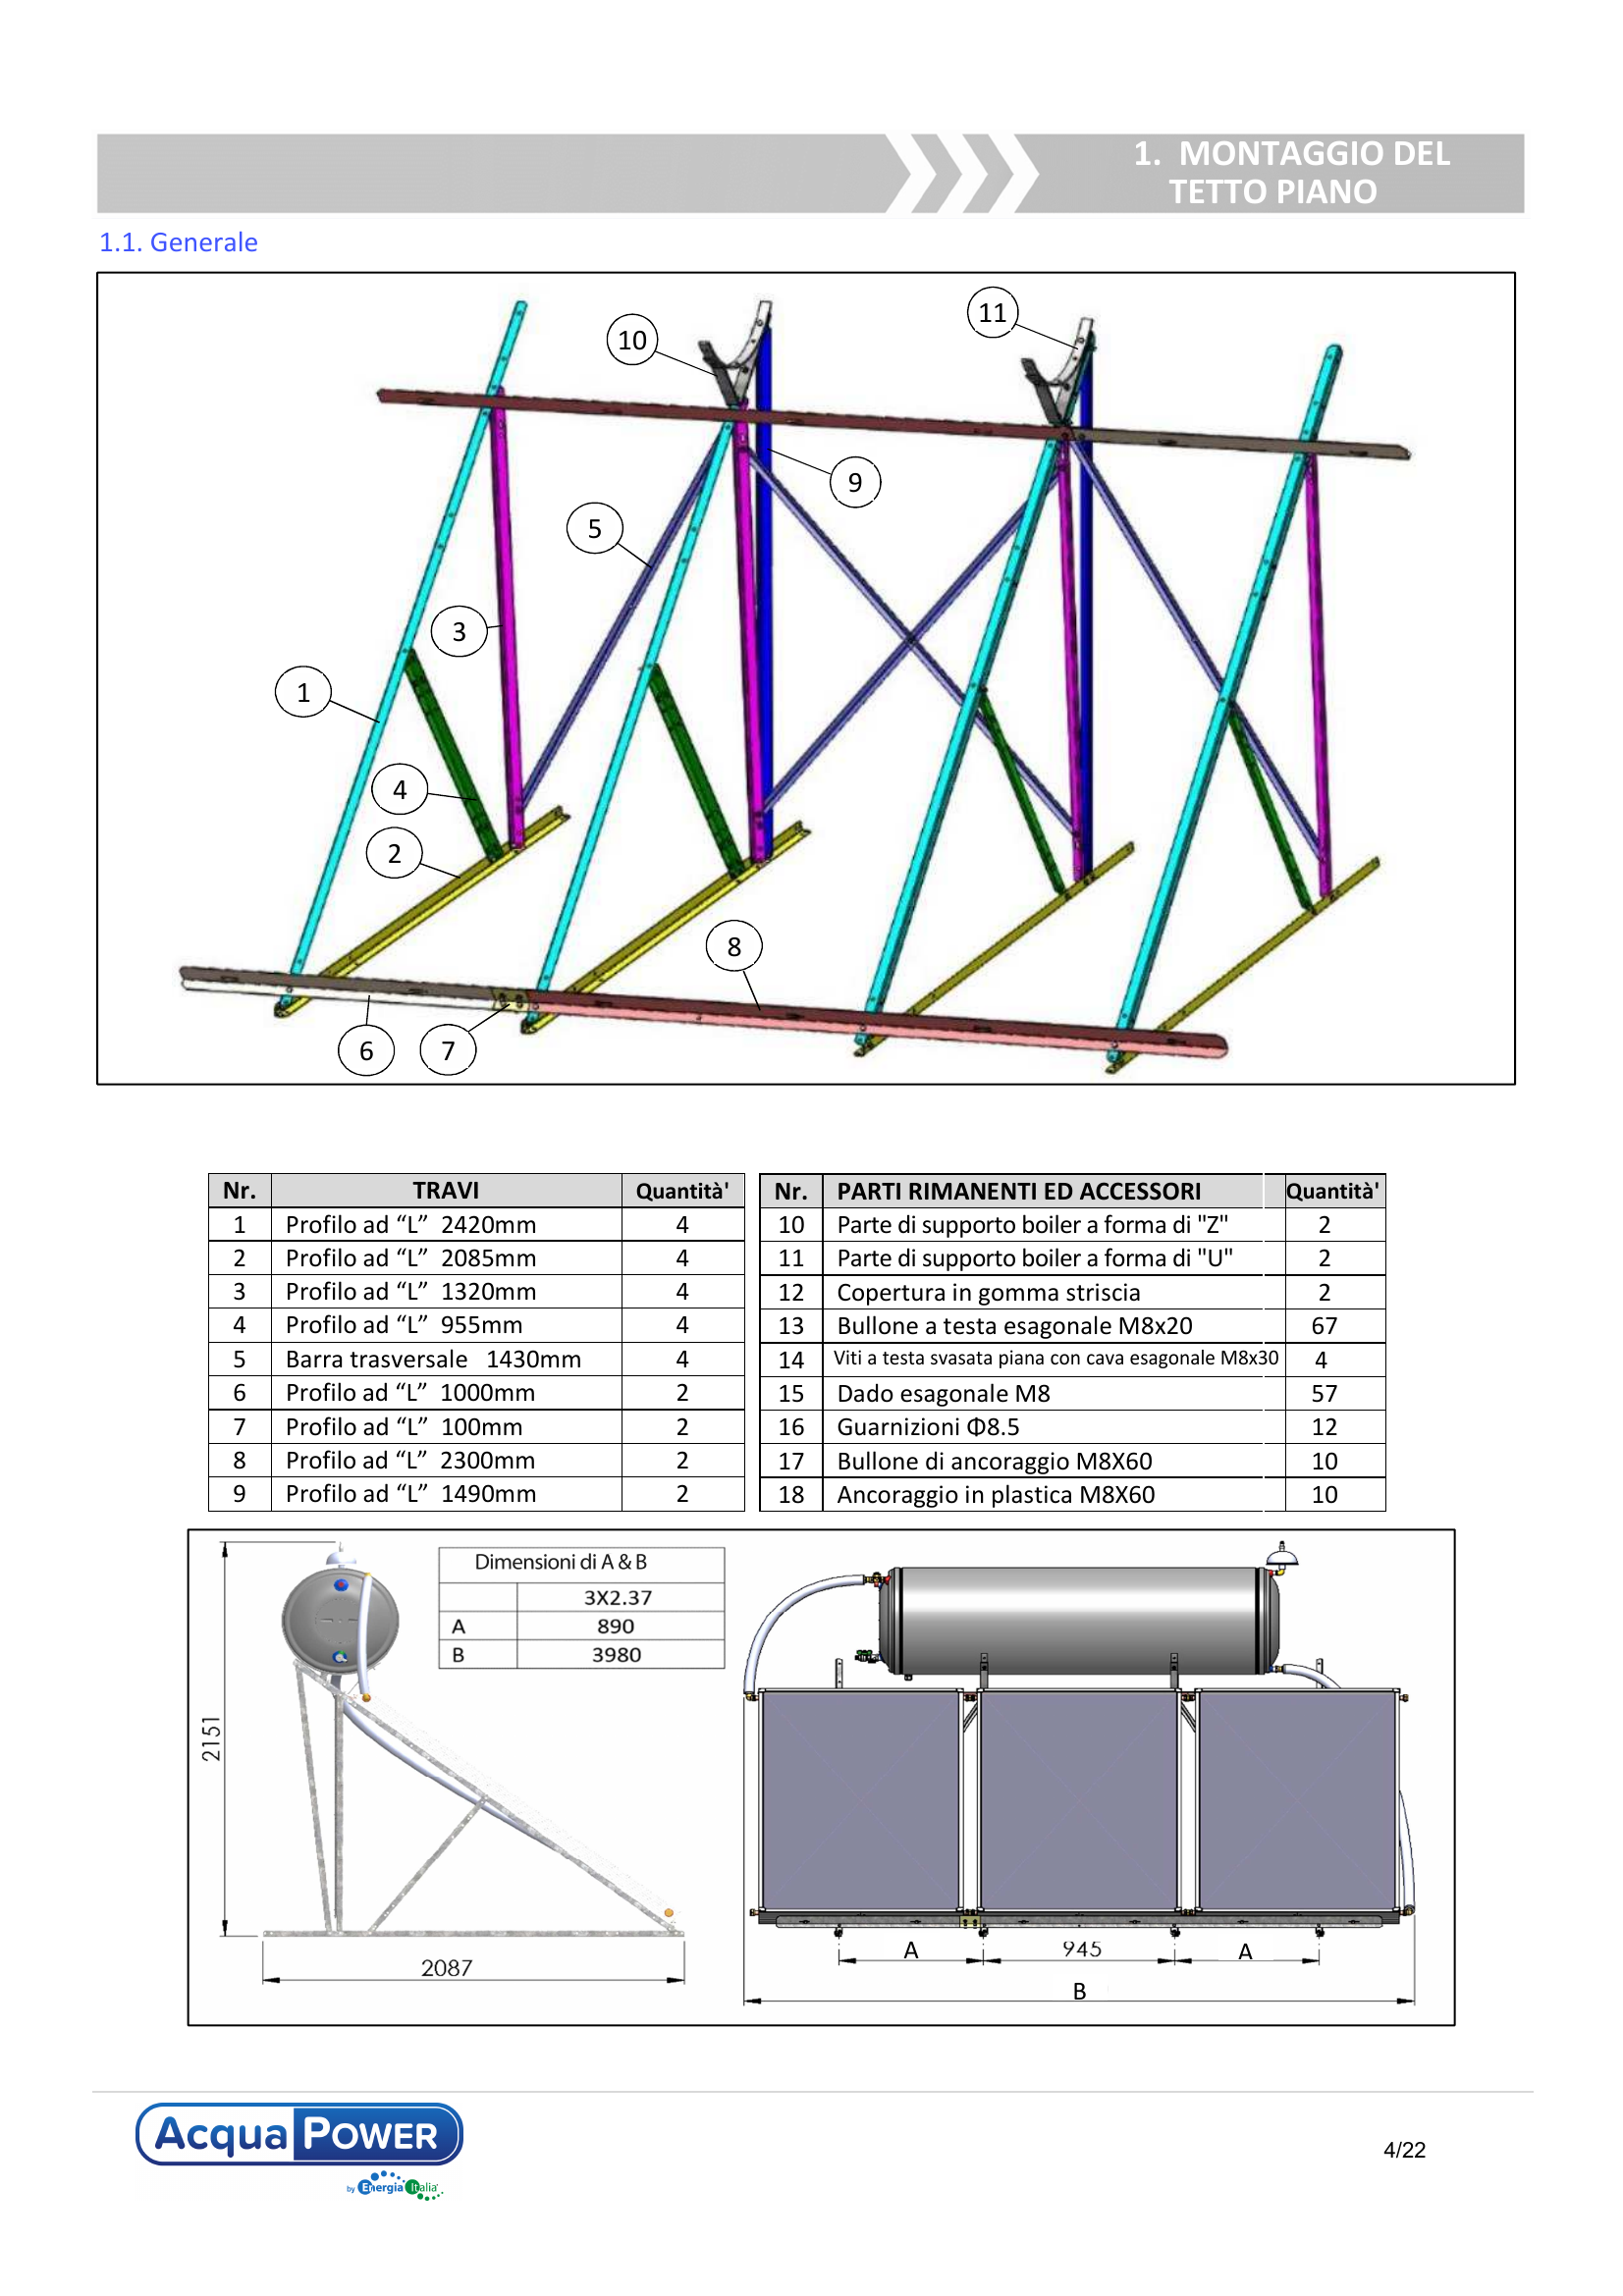 1. MONTAGGIO DEL
TETTO PIANO
1.1. Generale
10
11
9
5
3
1
4
2
8
6
7
Nr. TRAVI Quantità'
1 Profilo ad “L” 2420mm 4
2 Profilo ad “L” 2085mm 4
3 Profilo ad “L” 1320mm 4
4 Profilo ad “L” 955mm 4
5 Barra trasversale 1430mm 4
6 Profilo ad “L” 1000mm 2
7 Profilo ad “L” 100mm 2
8 Profilo ad “L” 2300mm 2
9 Profilo ad “L” 1490mm 2
Nr. PARTI RIMANENTI ED ACCESSORI Quantità'
10 Parte di supporto boiler a forma di "Z" 2
11 Parte di supporto boiler a forma di "U" 2
12 Copertura in gomma striscia 2
13 Bullone a testa esagonale M8x20 67
14 Viti a testa svasata piana con cava esagonale M8x30 4
15 Dado esagonale M8 57
16 Guarnizioni Φ8.5 12
17 Bullone di ancoraggio M8X60 10
18 Ancoraggio in plastica M8X60 10
Dimensioni di A & B
3X2.37
A 890
B 3980
2151
2087
A 945 A
B
Acqua POWER
by Energia Italia
4/22